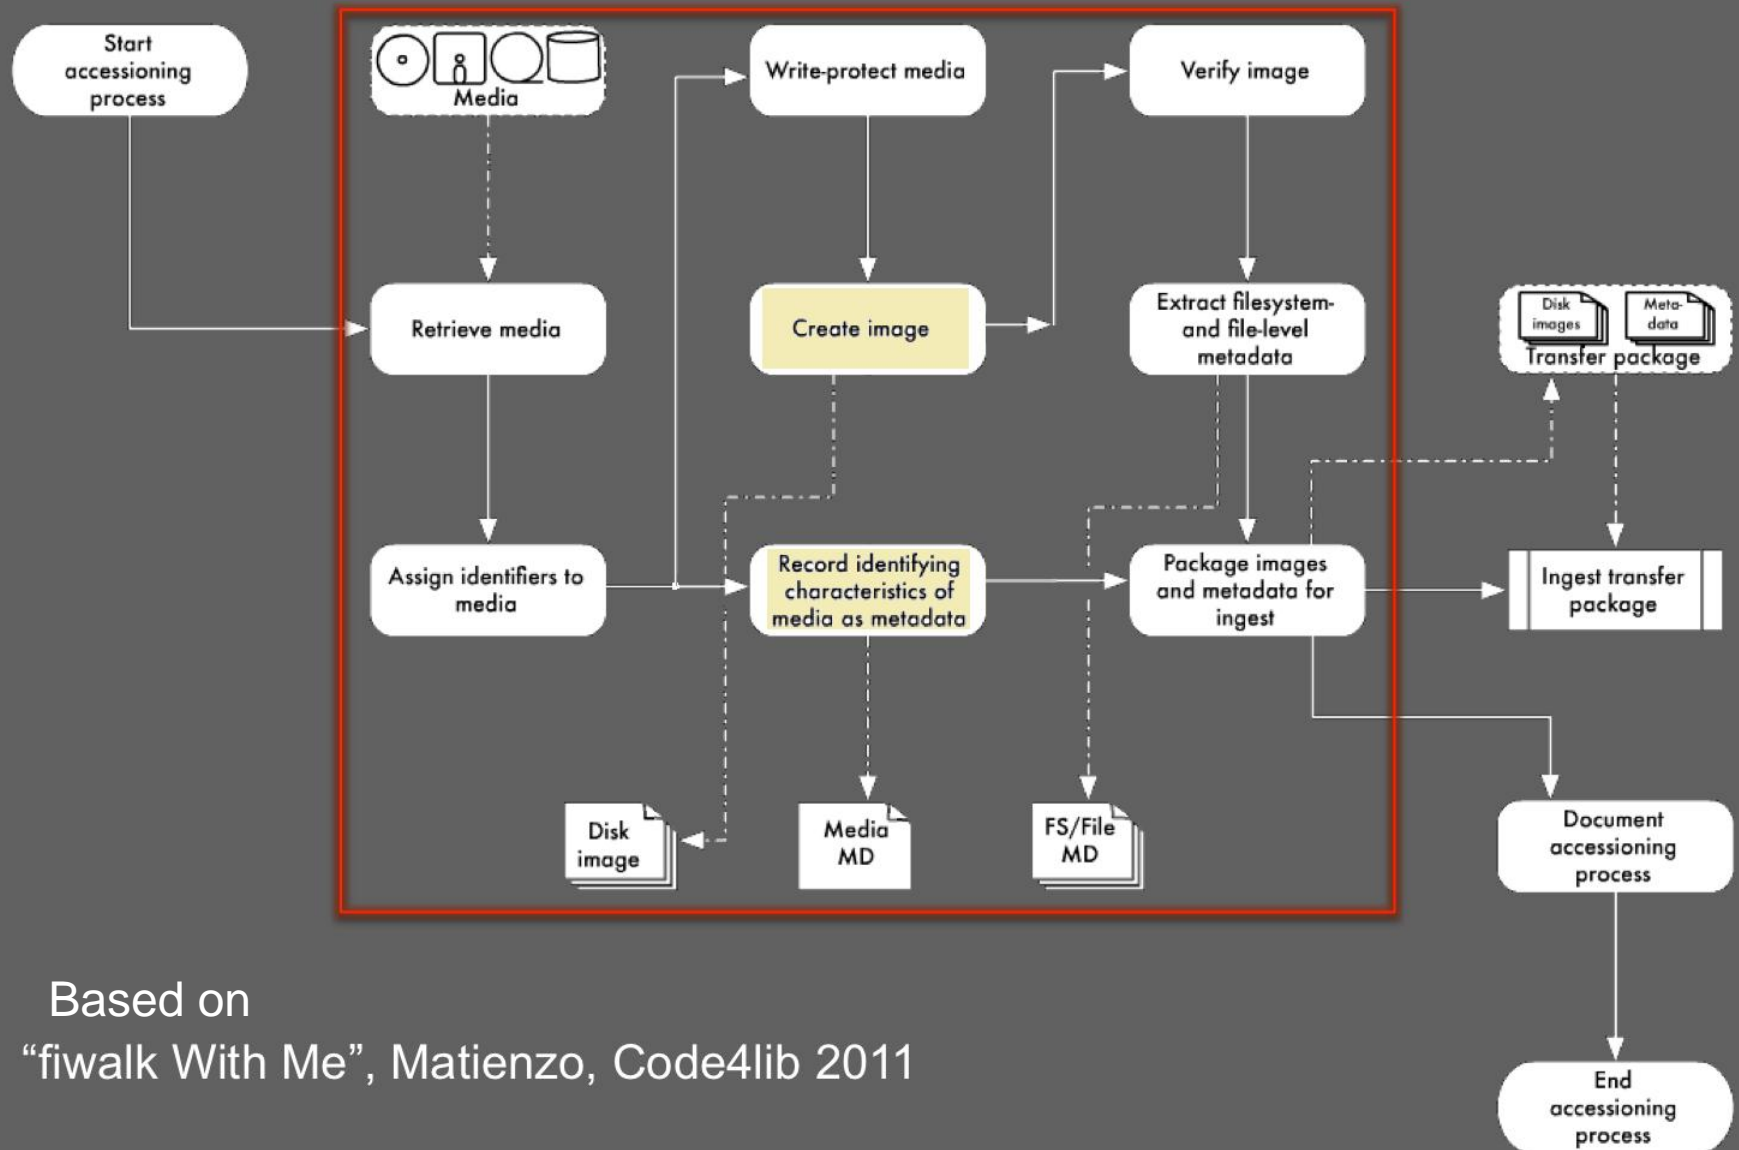 Start
accessioning
process
Media
Write-protect media
Verify image
Retrieve media
Create image
Extract filesystem-
and file-level
metadata
Disk
images
Meta-
data
Transfer package
Assign identifiers to
media
Record identifying
characteristics of
media as metadata
Package images
and metadata for
ingest
Ingest transfer
package
Disk
image
Media
MD
FS/File
MD
Document
accessioning
process
End
accessioning
process
Based on
“fiwalk With Me”, Matienzo, Code4lib 2011